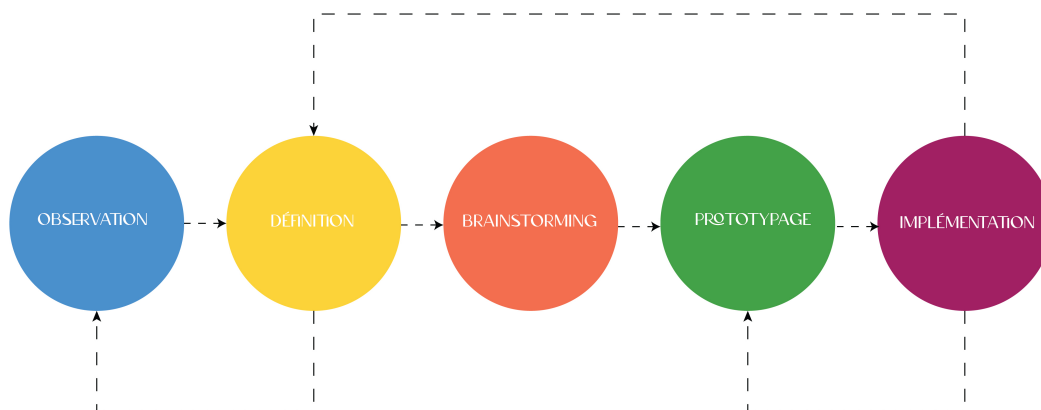 OBSERVATION
DÉFINITION
BRAINSTORMING
PROTOTYPAGE
IMPLÉMENTATION